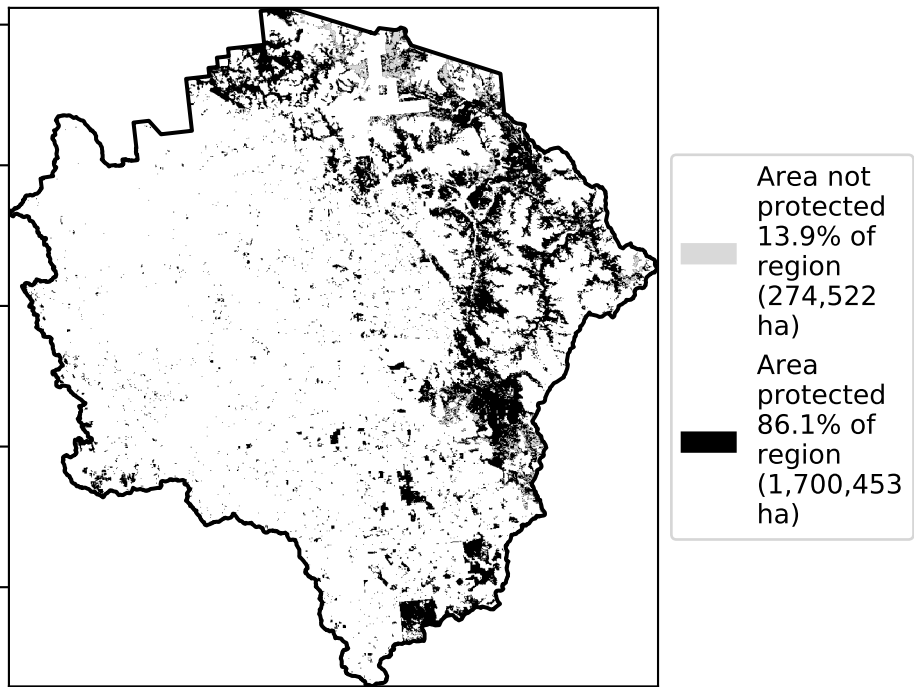 Area not
protected
13.9% of
region
(274,522
ha)
Area
protected
86.1% of
region
(1,700,453
ha)